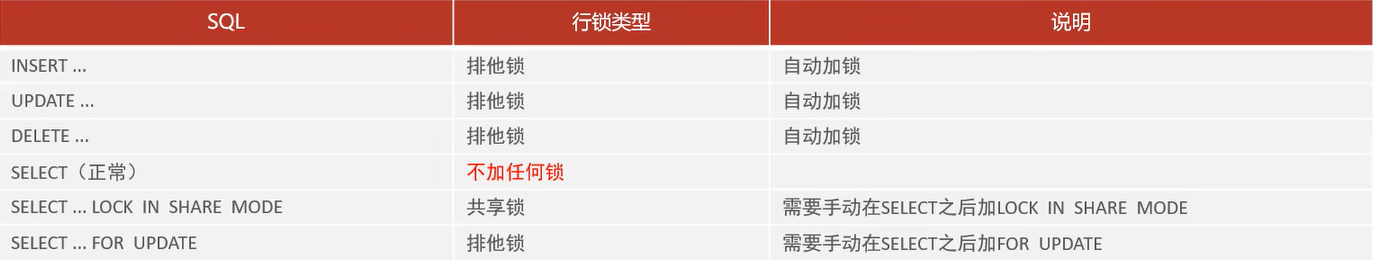 SQL 行锁类型 说明
INSERT ... 排他锁 自动加锁
UPDATE ... 排他锁 自动加锁
DELETE ... 排他锁 自动加锁
SELECT（正常） 不加任何锁
SELECT ... LOCK IN SHARE MODE 共享锁 需要手动在SELECT之后加LOCK IN SHARE MODE
SELECT ... FOR UPDATE 排他锁 需要手动在SELECT之后加FOR UPDATE